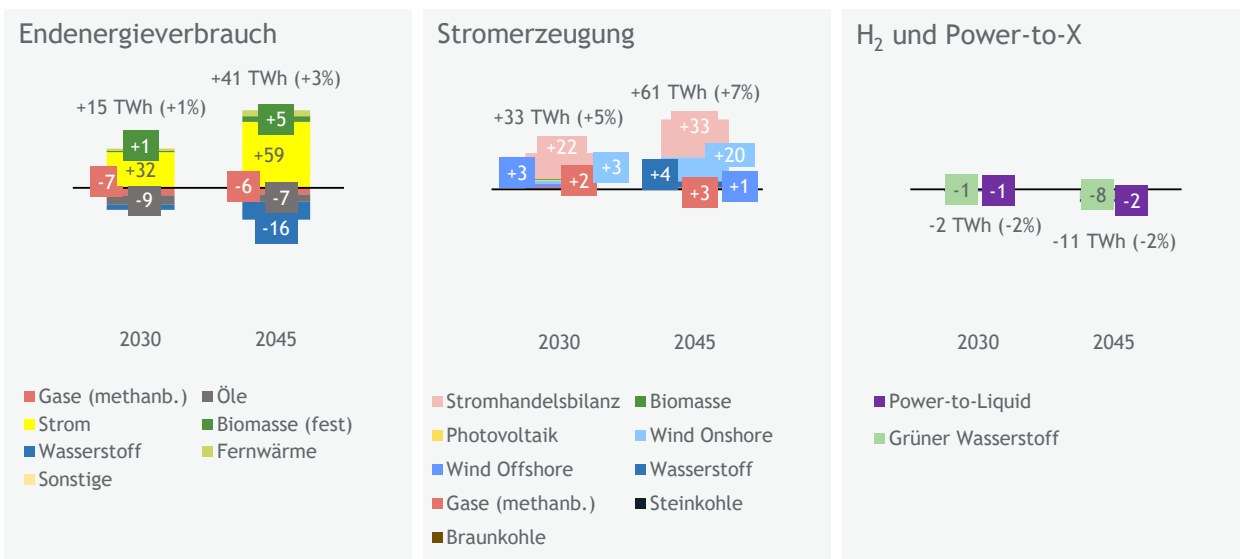 Endenergieverbrauch
+41 TWh (+3%)
+15 TWh (+1%)
+5
+1
+59
+32
-7
-6
-9
-7
-16
2030 2045
Gase (methanb.) Öle
Strom Biomasse (fest)
Wasserstoff Fernwärme
Sonstige
Stromerzeugung
+61 TWh (+7%)
+33 TWh (+5%)
+33
+22
+20
+3 +3
+4
+2
+1
+3
2030 2045
Stromhandelsbilanz Biomasse
Photovoltaik Wind Onshore
Wind Offshore Wasserstoff
Gase (methanb.) Steinkohle
Braunkohle
H₂ und Power-to-X
-1 -1 -8 -2
-2 TWh (-2%)
-11 TWh (-2%)
2030 2045
Power-to-Liquid
Grüner Wasserstoff